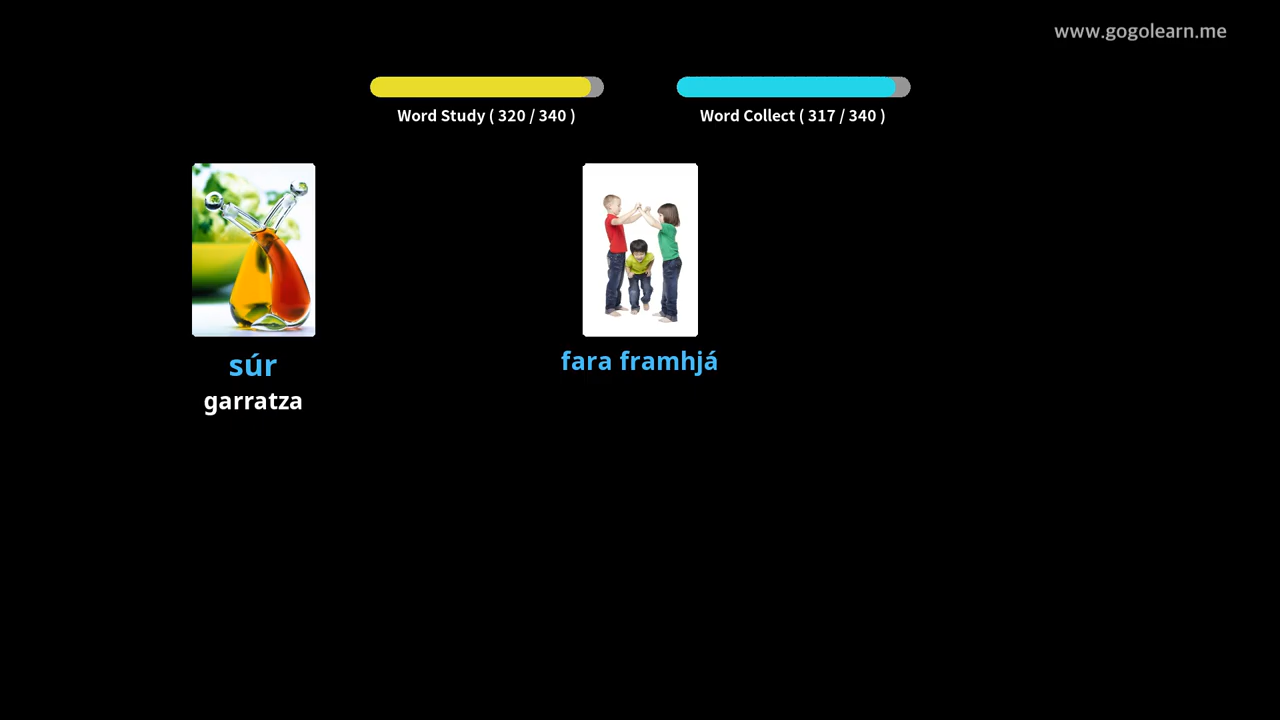 www.gogolearn.me
Word Study ( 320 / 340 )
Word Collect ( 317 / 340 )
súr
garratza
fara framhjá